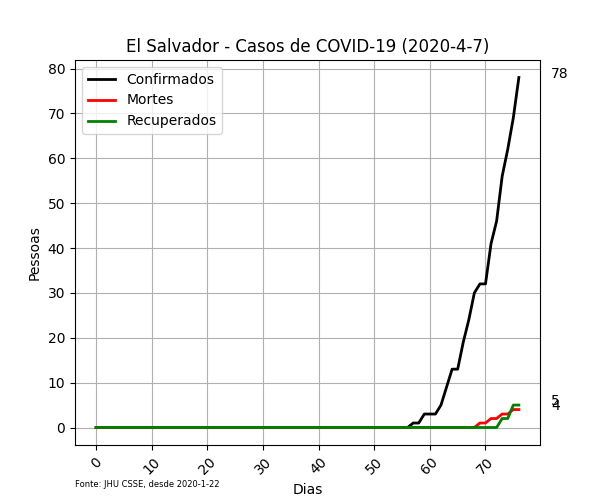 El Salvador - Casos de COVID-19 (2020-4-7)
Confirmados
Mortes
Recuperados
Pessoas
80
70
60
50
40
30
20
10
0
78
5
4
0 10 20 30 40 50 60 70
Dias
Fonte: JHU CSSE, desde 2020-1-22